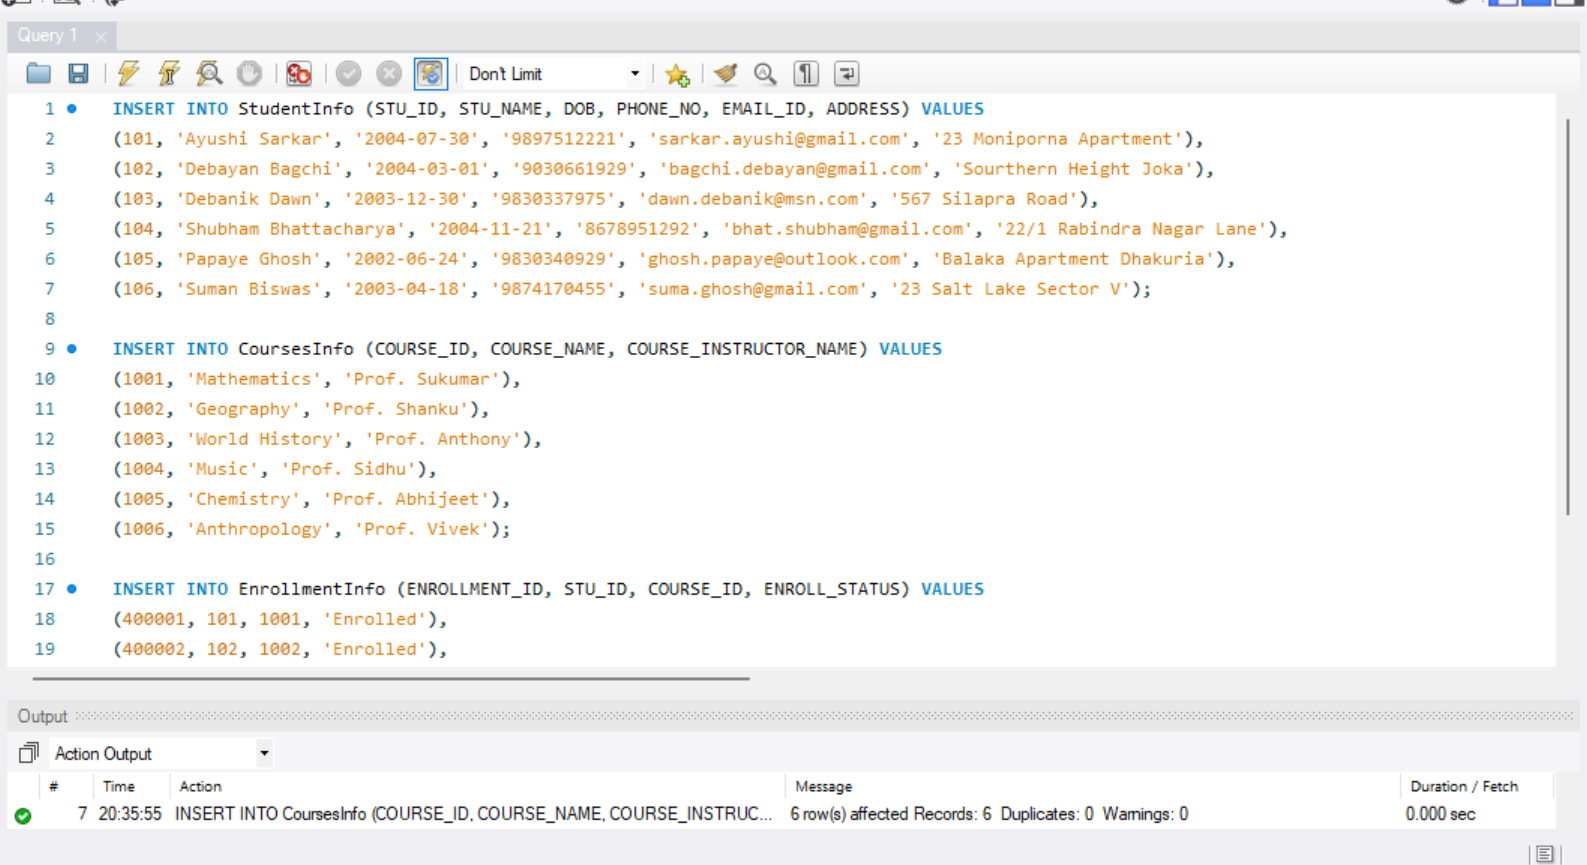 Query 1
Don't Limit
1 INSERT INTO StudentInfo (STU_ID, STU_NAME, DOB, PHONE_NO, EMAIL_ID, ADDRESS) VALUES
2 (101, 'Ayushi Sarkar', '2004-07-30', '9897512221', 'sarkar.ayushi@gmail.com', '23 Moniporna Apartment'),
3 (102, 'Debayan Bagchi', '2004-03-01', '9030661929', 'bagchi.debayan@gmail.com', 'Sourthern Height Joka'),
4 (103, 'Debanik Dawn', '2003-12-30', '9830337975', 'dawn.debanik@msn.com', '567 Silapra Road'),
5 (104, 'Shubham Bhattacharya', '2004-11-21', '8678951292', 'bhat.shubham@gmail.com', '22/1 Rabindra Nagar Lane'),
6 (105, 'Papaye Ghosh', '2002-06-24', '9830340929', 'ghosh.papaye@outlook.com', 'Balaka Apartment Dhakuria'),
7 (106, 'Suman Biswas', '2003-04-18', '9874170455', 'suma.ghosh@gmail.com', '23 Salt Lake Sector V');
8
9 INSERT INTO CoursesInfo (COURSE_ID, COURSE_NAME, COURSE_INSTRUCTOR_NAME) VALUES
10 (1001, 'Mathematics', 'Prof. Sukumar'),
11 (1002, 'Geography', 'Prof. Shanku'),
12 (1003, 'World History', 'Prof. Anthony'),
13 (1004, 'Music', 'Prof. Sidhu'),
14 (1005, 'Chemistry', 'Prof. Abhijeet'),
15 (1006, 'Anthropology', 'Prof. Vivek');
16
17 INSERT INTO EnrollmentInfo (ENROLLMENT_ID, STU_ID, COURSE_ID, ENROLL_STATUS) VALUES
18 (400001, 101, 1001, 'Enrolled'),
19 (400002, 102, 1002, 'Enrolled'),
Output
Action Output
# Time Action Message Duration / Fetch
7 20:35:55 INSERT INTO CoursesInfo (COURSE_ID, COURSE_NAME, COURSE_INSTRUC... 6 row(s) affected Records: 6 Duplicates: 0 Warnings: 0 0.000 sec